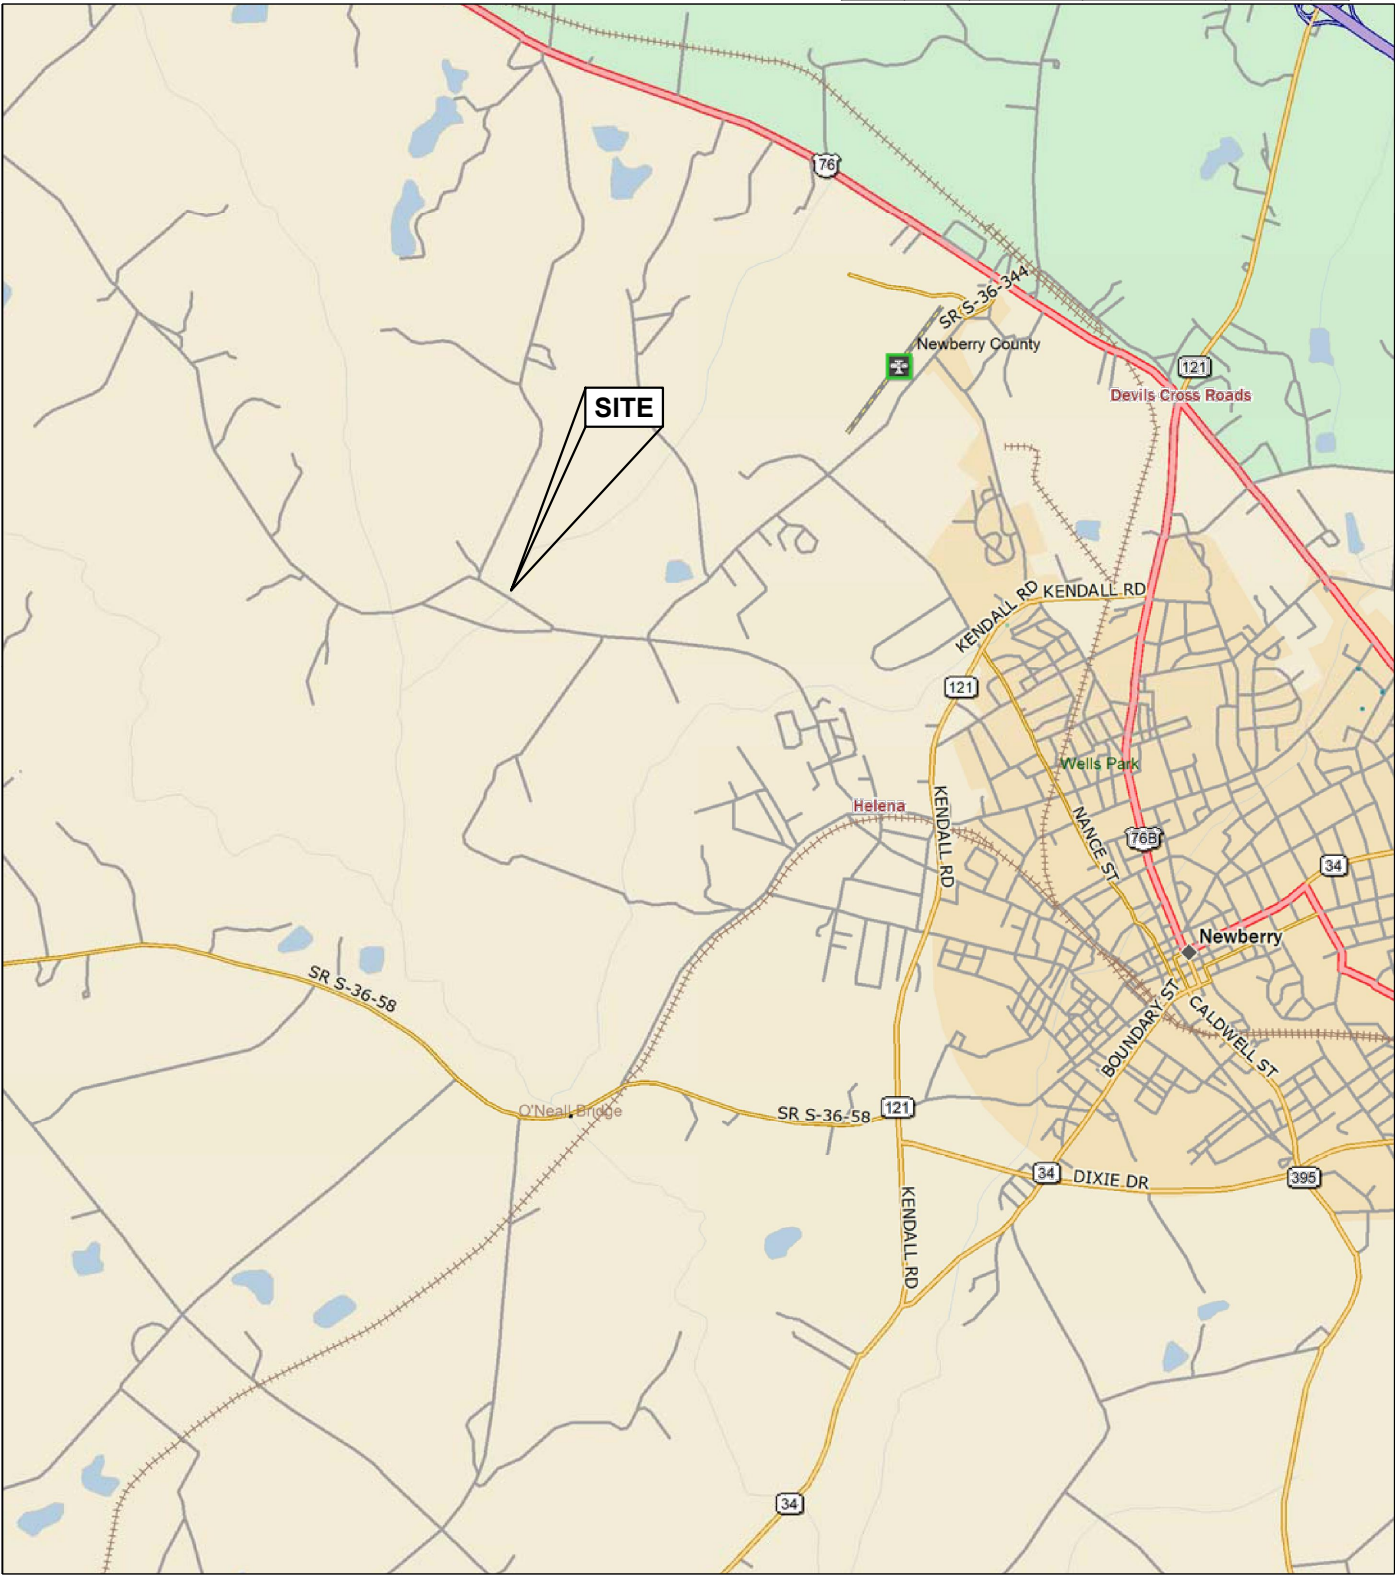 76
SR S-36-344
Newberry County
121
Devils Cross Roads
SITE
KENDALL RD
KENDALL RD
121
Wells Park
Helena
KENDALL RD
NANCE ST
76B
34
Newberry
SR S-36-58
BOUNDARY ST
CALDWELL ST
O'Neall Bridge
SR S-36-58
121
34
DIXIE DR
395
KENDALL RD
34